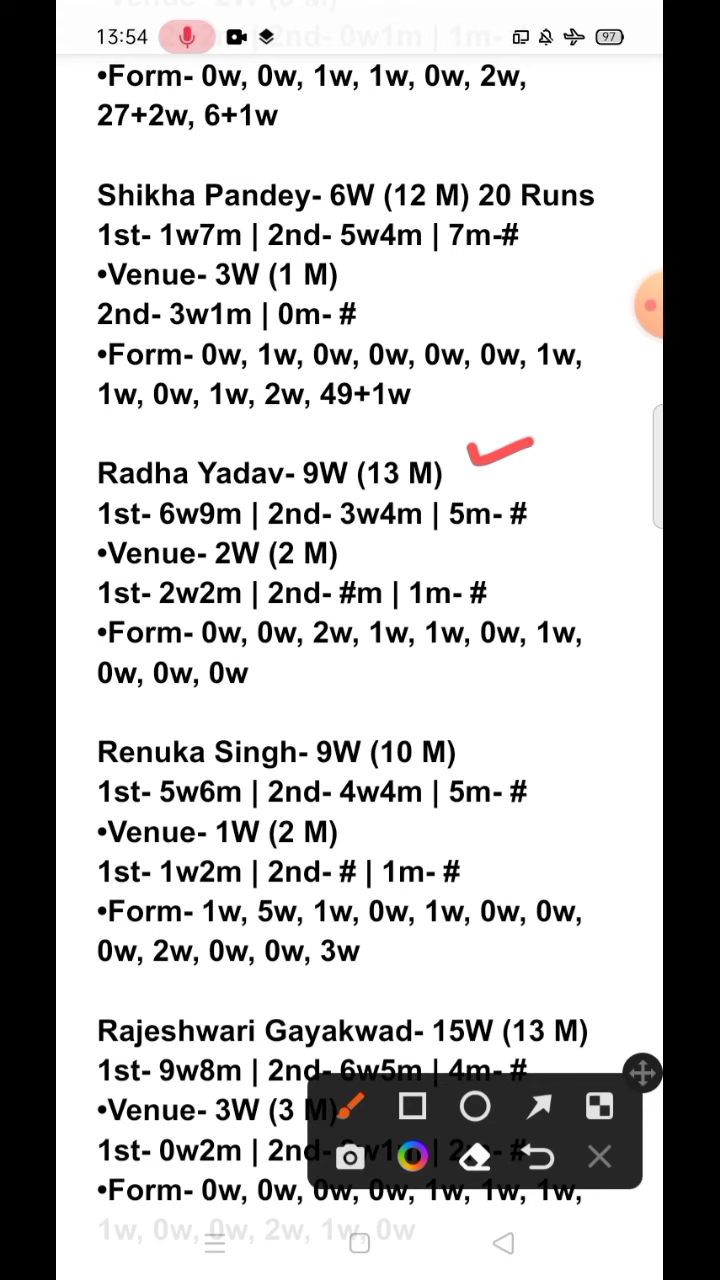 13:54
97
•Form- 0w, 0w, 1w, 1w, 0w, 2w,
27+2w, 6+1w
Shikha Pandey- 6W (12 M) 20 Runs
1st- 1w7m | 2nd- 5w4m | 7m-#
•Venue- 3W (1 M)
2nd- 3w1m | 0m- #
•Form- 0w, 1w, 0w, 0w, 0w, 0w, 1w,
1w, 0w, 1w, 2w, 49+1w
Radha Yadav- 9W (13 M)
1st- 6w9m | 2nd- 3w4m | 5m- #
•Venue- 2W (2 M)
1st- 2w2m | 2nd- #m | 1m- #
•Form- 0w, 0w, 2w, 1w, 1w, 0w, 1w,
0w, 0w, 0w
Renuka Singh- 9W (10 M)
1st- 5w6m | 2nd- 4w4m | 5m- #
•Venue- 1W (2 M)
1st- 1w2m | 2nd- # | 1m- #
•Form- 1w, 5w, 1w, 0w, 1w, 0w, 0w,
0w, 2w, 0w, 0w, 3w
Rajeshwari Gayakwad- 15W (13 M)
1st- 9w8m | 2nd- 6w5m | 4m- #
•Venue- 3W (3 M)
1st- 0w2m | 2nd- #
•Form- 0w, 0w, 0w, 0w, 1w, 1w, 1w,
1w, 0w, 0w, 2w, 1w, 0w